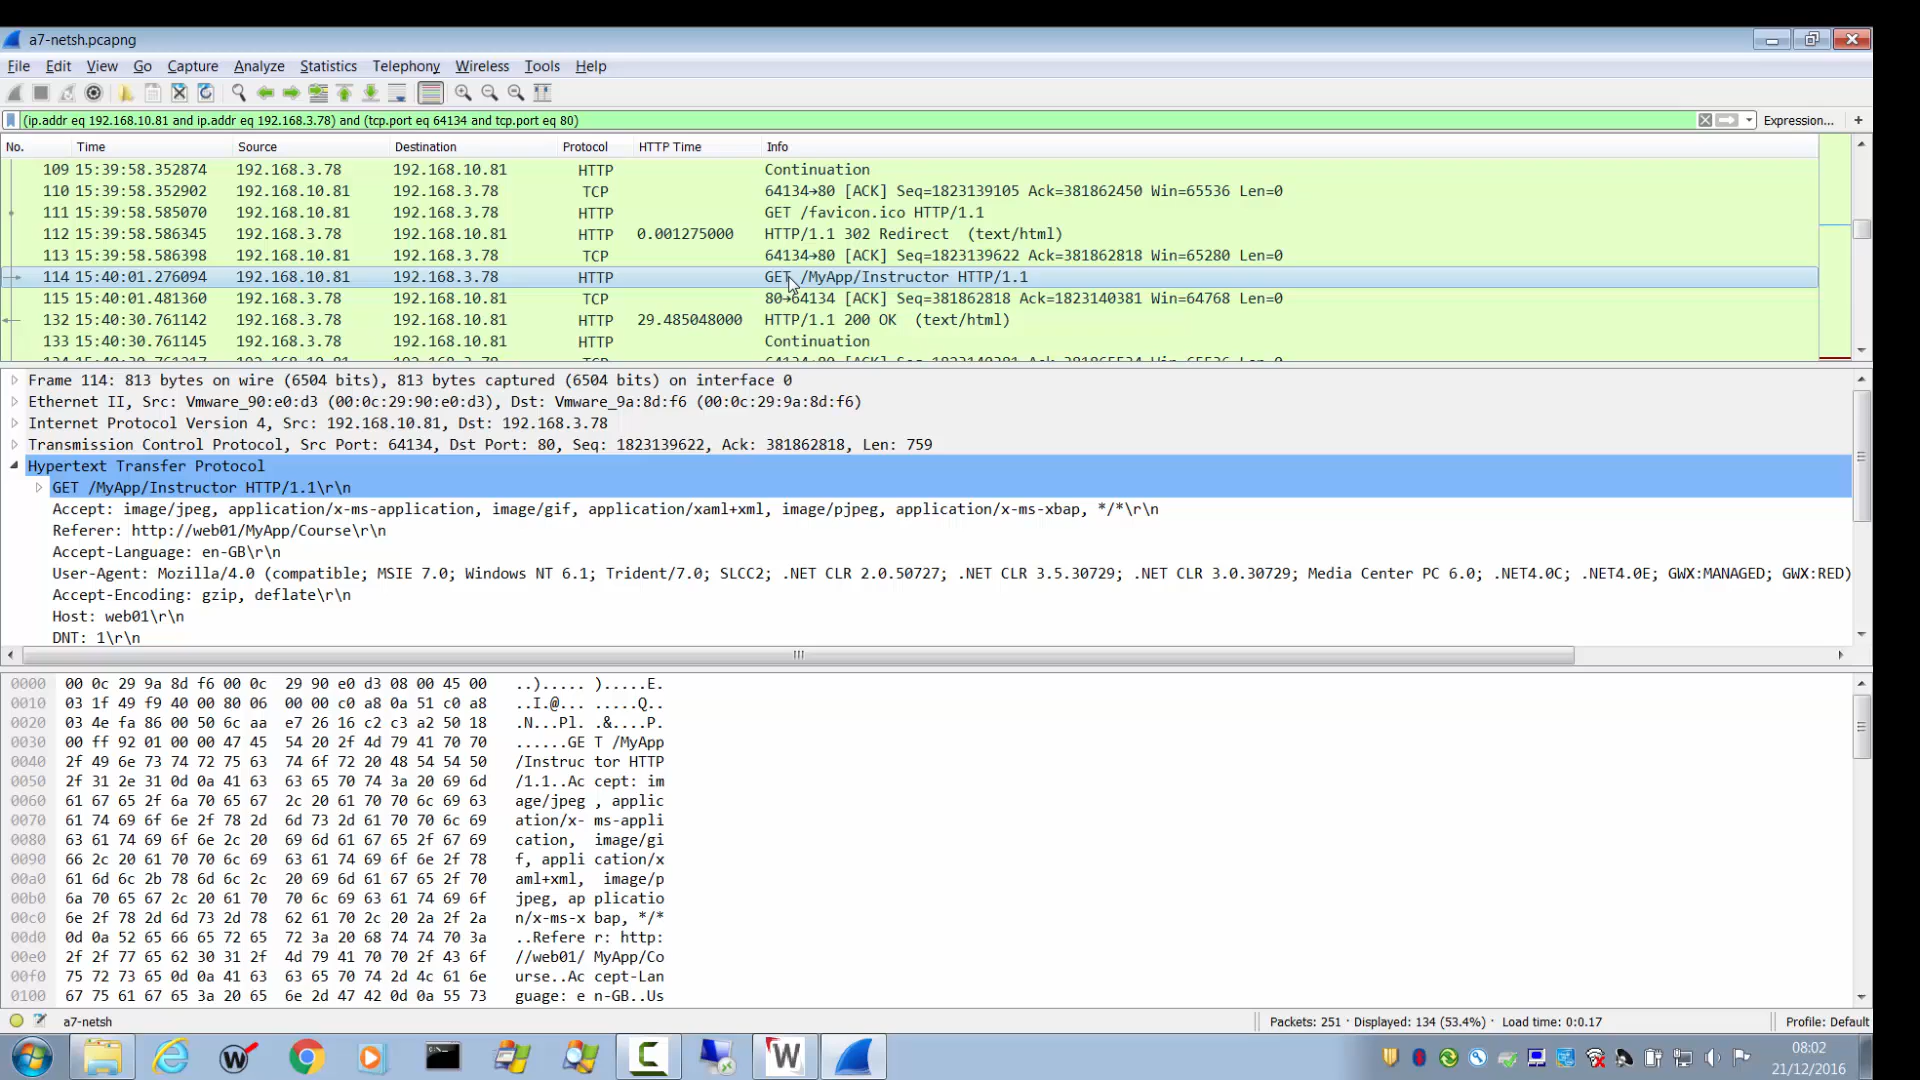 a7-netsh.pcapng
File Edit View Go Capture Analyze Statistics Telephony Wireless Tools Help
(ip.addr eq 192.168.10.81 and ip.addr eq 192.168.3.78) and (tcp.port eq 64134 and tcp.port eq 80) Expression... +
No. Time Source Destination Protocol HTTP Time Info
109 15:39:58.352874 192.168.3.78 192.168.10.81 HTTP Continuation
110 15:39:58.352902 192.168.10.81 192.168.3.78 TCP 64134→80 [ACK] Seq=1823139105 Ack=381862450 Win=65536 Len=0
111 15:39:58.585070 192.168.10.81 192.168.3.78 HTTP GET /favicon.ico HTTP/1.1
112 15:39:58.586345 192.168.3.78 192.168.10.81 HTTP 0.001275000 HTTP/1.1 302 Redirect (text/html)
113 15:39:58.586398 192.168.10.81 192.168.3.78 TCP 64134→80 [ACK] Seq=1823139622 Ack=381862818 Win=65280 Len=0
114 15:40:01.276094 192.168.10.81 192.168.3.78 HTTP GET /MyApp/Instructor HTTP/1.1
115 15:40:01.481360 192.168.3.78 192.168.10.81 TCP 80→64134 [ACK] Seq=381862818 Ack=1823140381 Win=64768 Len=0
132 15:40:30.761142 192.168.3.78 192.168.10.81 HTTP 29.485048000 HTTP/1.1 200 OK (text/html)
133 15:40:30.761145 192.168.3.78 192.168.10.81 HTTP Continuation
134 15:40:30.761217 192.168.10.81 192.168.3.78 TCP 64134→80 [ACK] Seq=1823140381 Ack=381865534 Win=65536 Len=0
Frame 114: 813 bytes on wire (6504 bits), 813 bytes captured (6504 bits) on interface 0
Ethernet II, Src: Vmware_90:e0:d3 (00:0c:29:90:e0:d3), Dst: Vmware_9a:8d:f6 (00:0c:29:9a:8d:f6)
Internet Protocol Version 4, Src: 192.168.10.81, Dst: 192.168.3.78
Transmission Control Protocol, Src Port: 64134, Dst Port: 80, Seq: 1823139622, Ack: 381862818, Len: 759
Hypertext Transfer Protocol
GET /MyApp/Instructor HTTP/1.1\r\n
Accept: image/jpeg, application/x-ms-application, image/gif, application/xaml+xml, image/pjpeg, application/x-ms-xbap, */*\r\n
Referer: http://web01/MyApp/Course\r\n
Accept-Language: en-GB\r\n
User-Agent: Mozilla/4.0 (compatible; MSIE 7.0; Windows NT 6.1; Trident/7.0; SLCC2; .NET CLR 2.0.50727; .NET CLR 3.5.30729; .NET CLR 3.0.30729; Media Center PC 6.0; .NET4.0C; .NET4.0E; GWX:MANAGED; GWX:RED)
Accept-Encoding: gzip, deflate\r\n
Host: web01\r\n
DNT: 1\r\n
0000 00 0c 29 9a 8d f6 00 0c 29 90 e0 d3 08 00 45 00 ..)..... ).....E.
0010 03 1f 49 f9 40 00 80 06 00 00 c0 a8 0a 51 c0 a8 ..I.@... .....Q..
0020 03 4e fa 86 00 50 6c aa e7 26 16 c2 c3 a2 50 18 .N...Pl. .&....P.
0030 00 ff 92 01 00 00 47 45 54 20 2f 4d 79 41 70 70 ......GE T /MyApp
0040 2f 49 6e 73 74 72 75 63 74 6f 72 20 48 54 54 50 /Instruc tor HTTP
0050 2f 31 2e 31 0d 0a 41 63 63 65 70 74 3a 20 69 6d /1.1..Ac cept: im
0060 61 67 65 2f 6a 70 65 67 2c 20 61 70 70 6c 69 63 age/jpeg , applic
0070 61 74 69 6f 6e 2f 78 2d 6d 73 2d 61 70 70 6c 69 ation/x- ms-appli
0080 63 61 74 69 6f 6e 2c 20 69 6d 61 67 65 2f 67 69 cation, image/gi
0090 66 2c 20 61 70 70 6c 69 63 61 74 69 6f 6e 2f 78 f, appli cation/x
00a0 61 6d 6c 2b 78 6d 6c 2c 20 69 6d 61 67 65 2f 70 aml+xml, image/p
00b0 6a 70 65 67 2c 20 61 70 70 6c 69 63 61 74 69 6f jpeg, ap plicatio
00c0 6e 2f 78 2d 6d 73 2d 78 62 61 70 2c 20 2a 2f 2a n/x-ms-x bap, */*
00d0 0d 0a 52 65 66 65 72 65 72 3a 20 68 74 74 70 3a ..Refere r: http:
00e0 2f 2f 77 65 62 30 31 2f 4d 79 41 70 70 2f 43 6f //web01/ MyApp/Co
00f0 75 72 73 65 0d 0a 41 63 63 65 70 74 2d 4c 61 6e urse..Ac cept-Lan
0100 67 75 61 67 65 3a 20 65 6e 2d 47 42 0d 0a 55 73 guage: e n-GB..Us
a7-netsh Packets: 251 · Displayed: 134 (53.4%) · Load time: 0:0.17 Profile: Default
08:02
21/12/2016